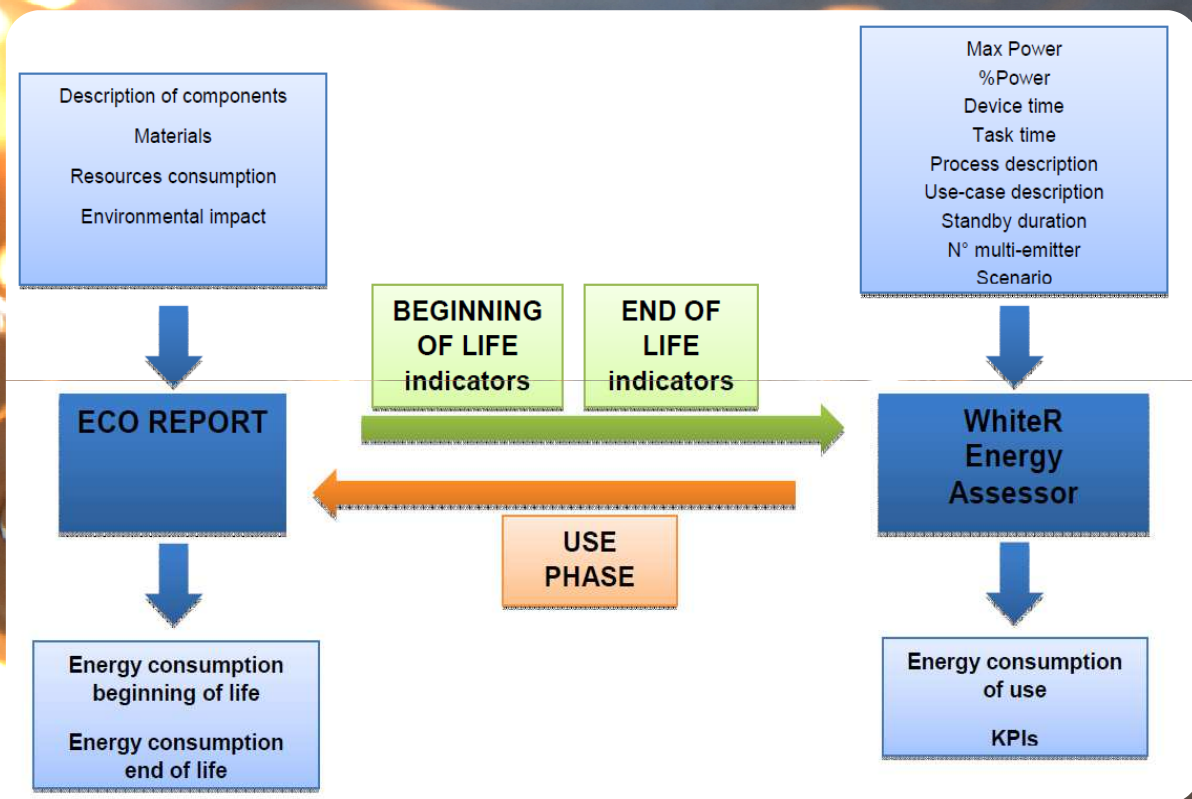 Description of components
Materials
Resources consumption
Environmental impact
Max Power
%Power
Device time
Task time
Process description
Use-case description
Standby duration
N° multi-emitter
Scenario
BEGINNING
OF LIFE
indicators
END OF
LIFE
indicators
ECO REPORT
WhiteR
Energy
Assessor
USE
PHASE
Energy consumption
beginning of life
Energy consumption
end of life
Energy consumption
of use
KPIs